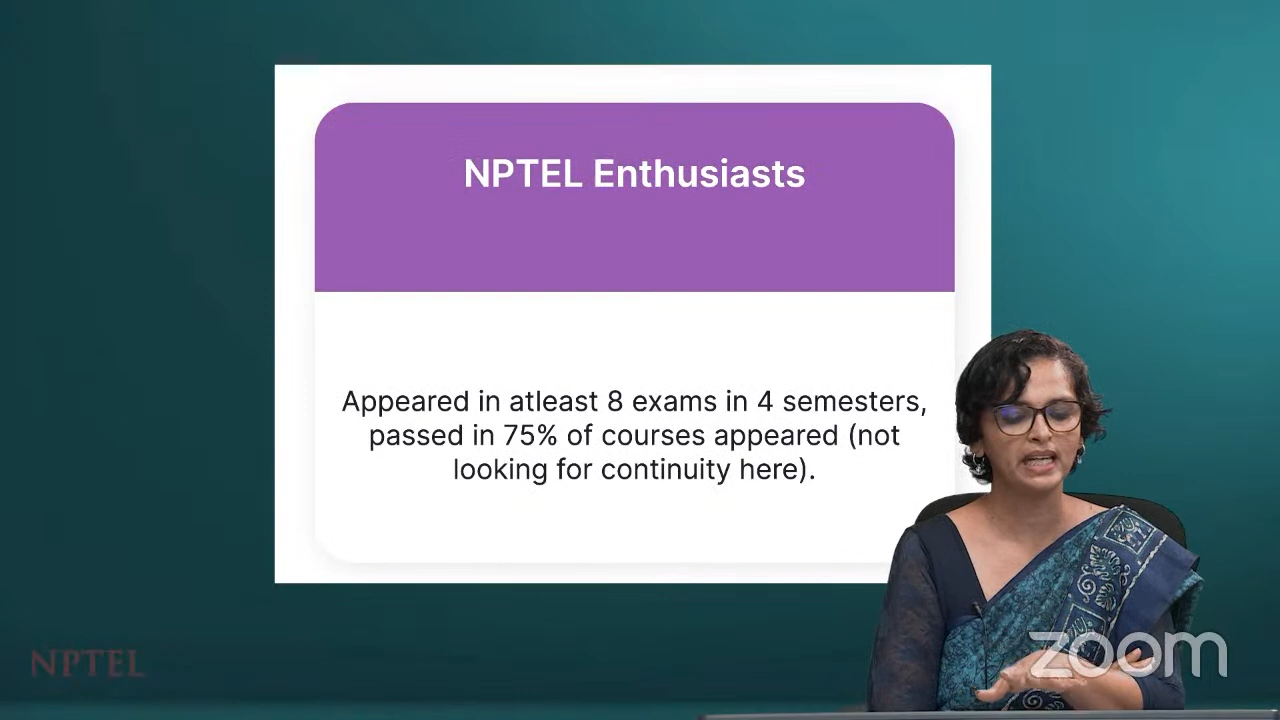 NPTEL Enthusiasts
Appeared in atleast 8 exams in 4 semesters,
passed in 75% of courses appeared (not
looking for continuity here).
NPTEL
zoom